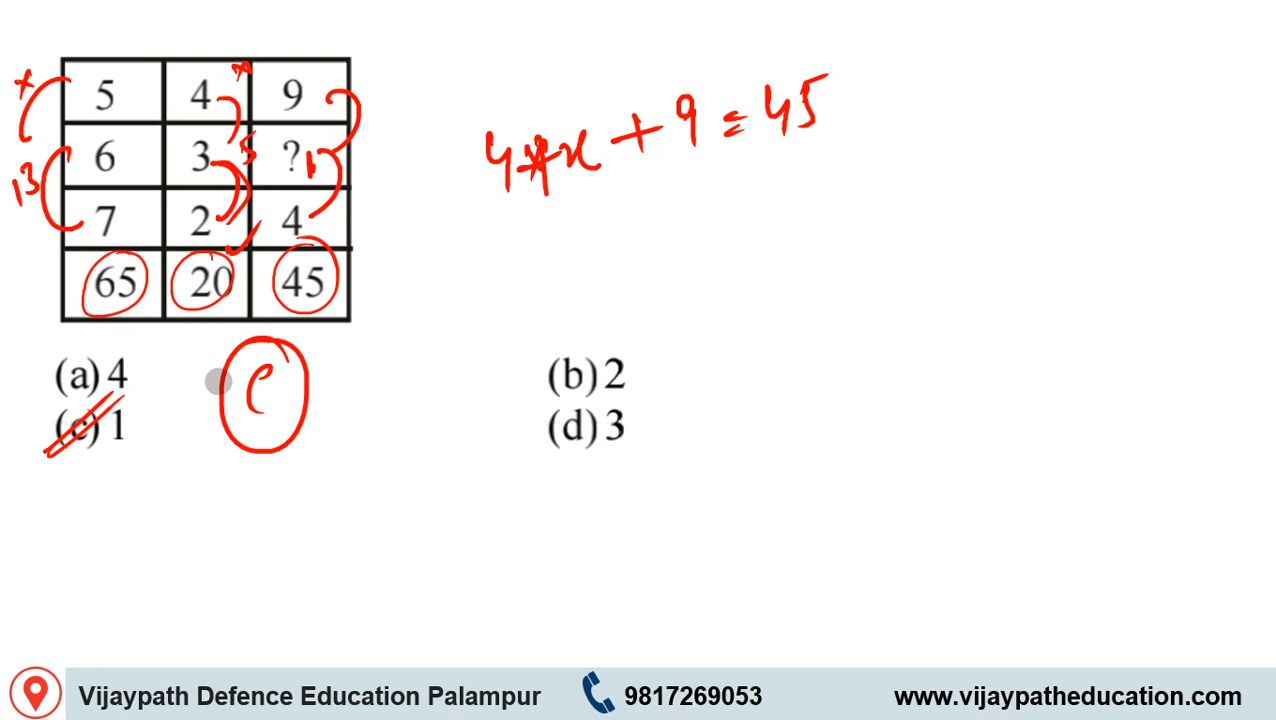 5 4 9
6 3 ?
7 2 4
65 20 45
13
5
1
4*x + 9 = 45
(a) 4
(b) 2
(c) 1
(d) 3
C
Vijaypath Defence Education Palampur
9817269053
www.vijaypatheducation.com